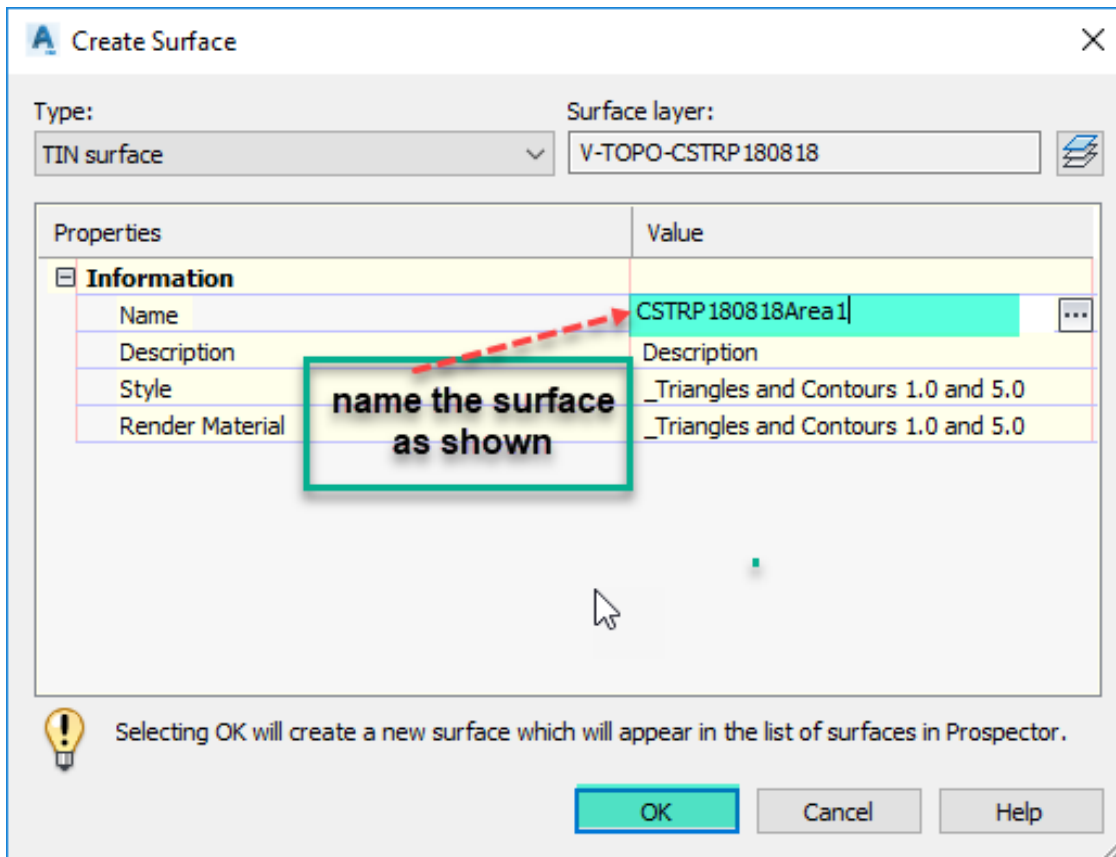 Create Surface
Type:
Surface layer:
TIN surface
V-TOPO-CSTRP180818
Properties
Value
Information
Name
CSTRP180818Area1
...
Description
Description
Style
_Triangles and Contours 1.0 and 5.0
Render Material
_Triangles and Contours 1.0 and 5.0
name the surface
as shown
Selecting OK will create a new surface which will appear in the list of surfaces in Prospector.
OK
Cancel
Help